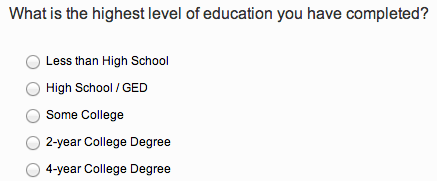 What is the highest level of education you have completed?
Less than High School
High School / GED
Some College
2-year College Degree
4-year College Degree